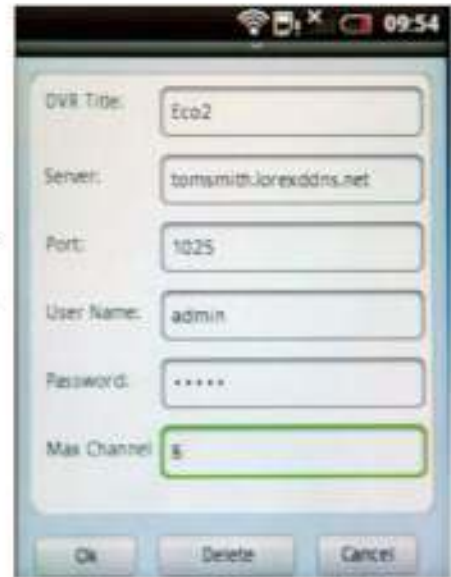 09:54
DVR Title: Eco2
Server: tomsmith.lorexddns.net
Port: 1025
User Name: admin
Password: •••••
Max Channel
Ok Delete Cancel